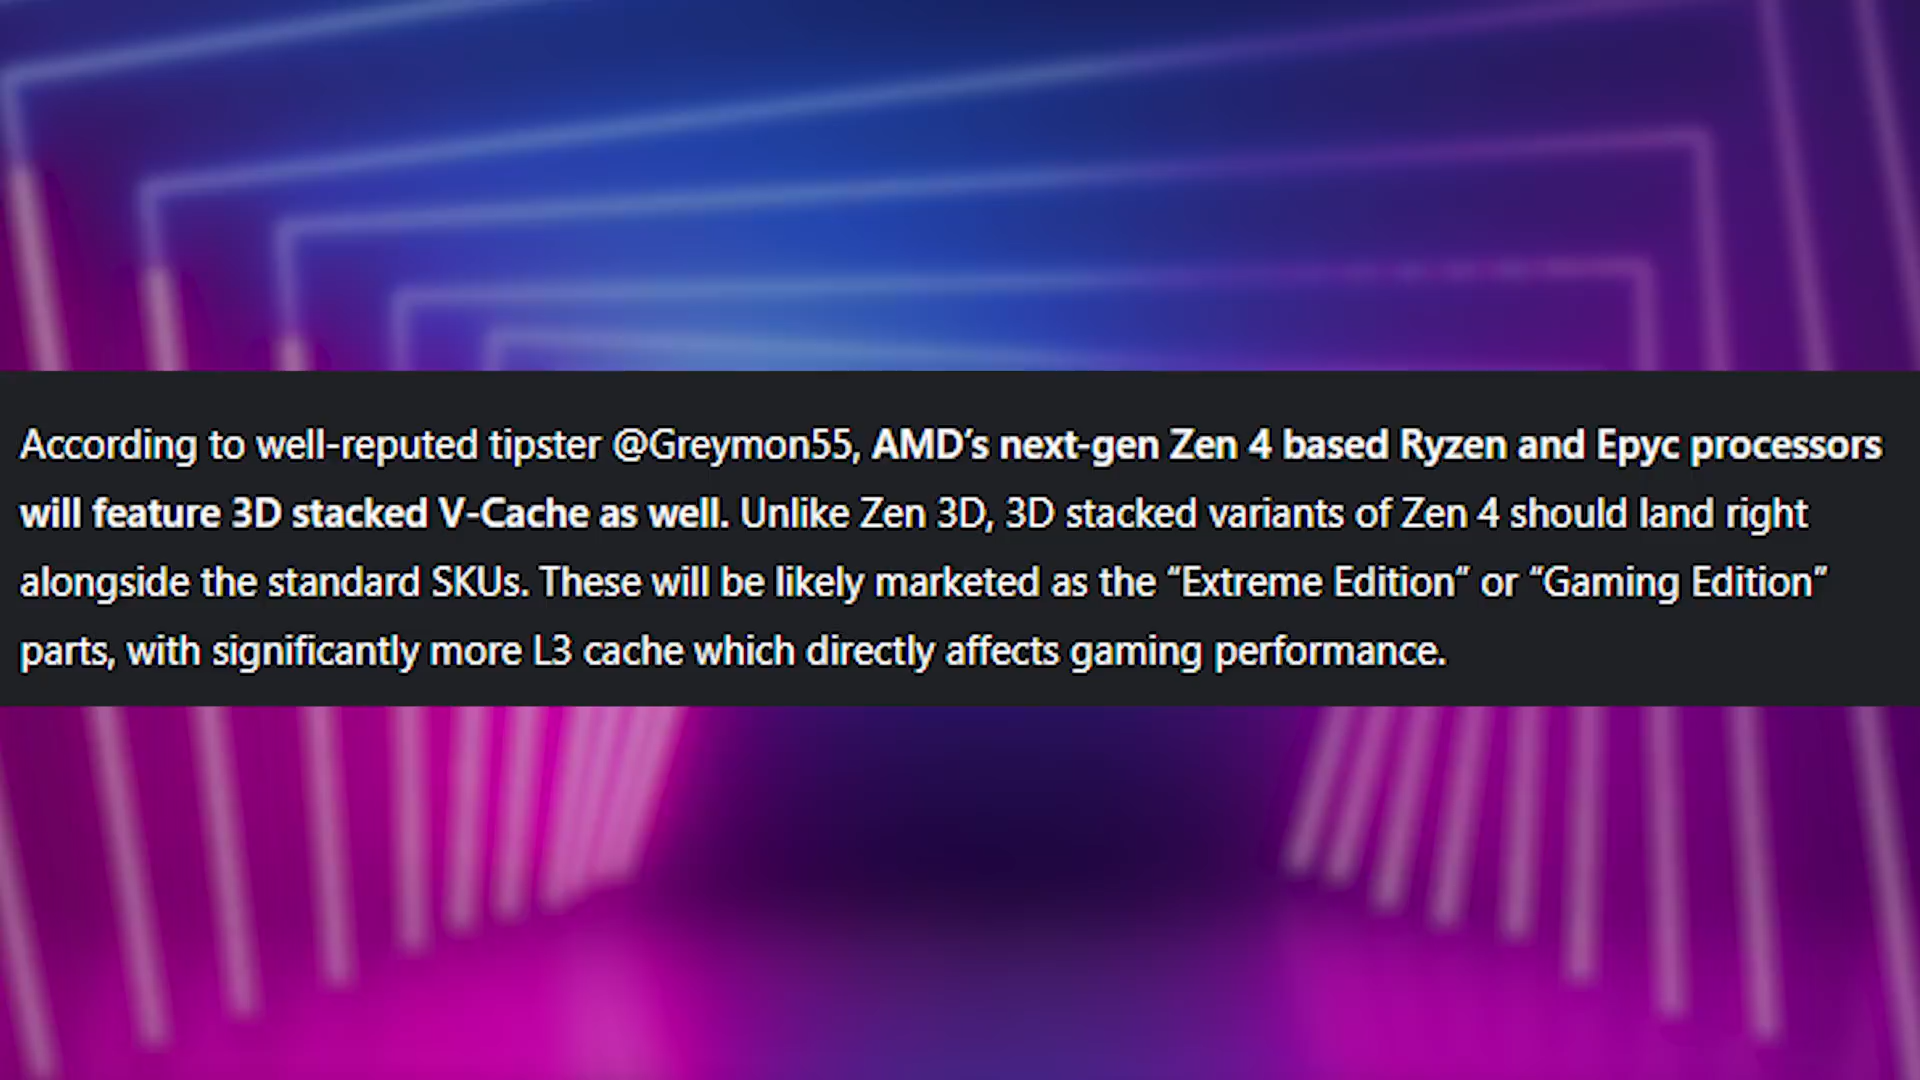 According to well-reputed tipster @Greymon55, AMD’s next-gen Zen 4 based Ryzen and Epyc processors
will feature 3D stacked V-Cache as well. Unlike Zen 3D, 3D stacked variants of Zen 4 should land right
alongside the standard SKUs. These will be likely marketed as the “Extreme Edition” or “Gaming Edition”
parts, with significantly more L3 cache which directly affects gaming performance.